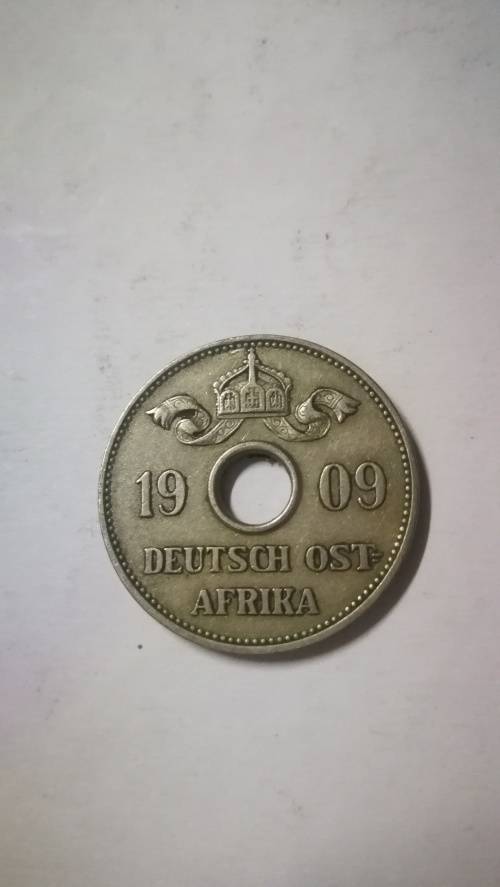 19 09
DEUTSCH OST=
AFRIKA